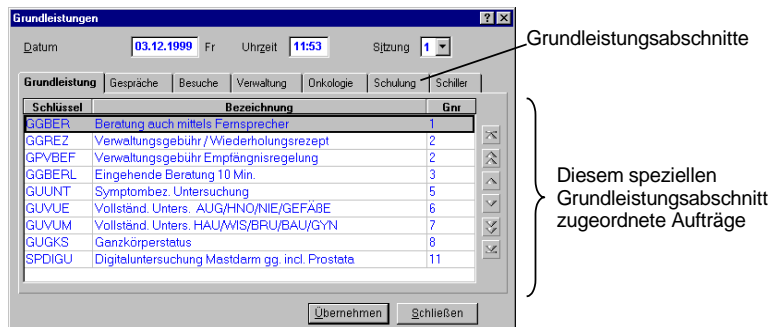 Grundleistungen
Datum 03.12.1999 Fr Uhrzeit 11:53 Sitzung 1
Grundleistungsabschnitte
Grundleistung Gespräche Besuche Verwaltung Onkologie Schulung Schiller
Schlüssel Bezeichnung Gnr
GGBER Beratung auch mittels Fernsprecher 1
GGREZ Verwaltungsgebühr / Wiederholungsrezept 2
GPVBEF Verwaltungsgebühr Empfängnisregelung 2
GGBERL Eingehende Beratung 10 Min. 3
GUUNT Symptombez. Untersuchung 5
GUVUE Vollständ. Unters. AUG/HNO/NIE/GEFÄßE 6
GUVUM Vollständ. Unters. HAU/WIS/BRU/BAU/GYN 7
GUGKS Ganzkörperstatus 8
SPDIGU Digitaluntersuchung Mastdarm gg. incl. Prostata 11
Diesem speziellen
Grundleistungsabschnitt
zugeordnete Aufträge
Übernehmen Schließen